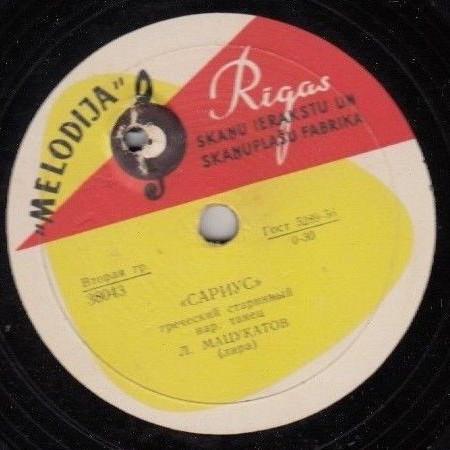 „MELODIJA”
Rīgas
SKAŅU IERAKSTU UN
SKAŅUPLAŠU FABRIKA
Вторая гр.
38043
Гост 5289-56
0-30
«САРИУС»
греческий старинный
нар. танец
Л. МАЦУКАТОВ
(лира)